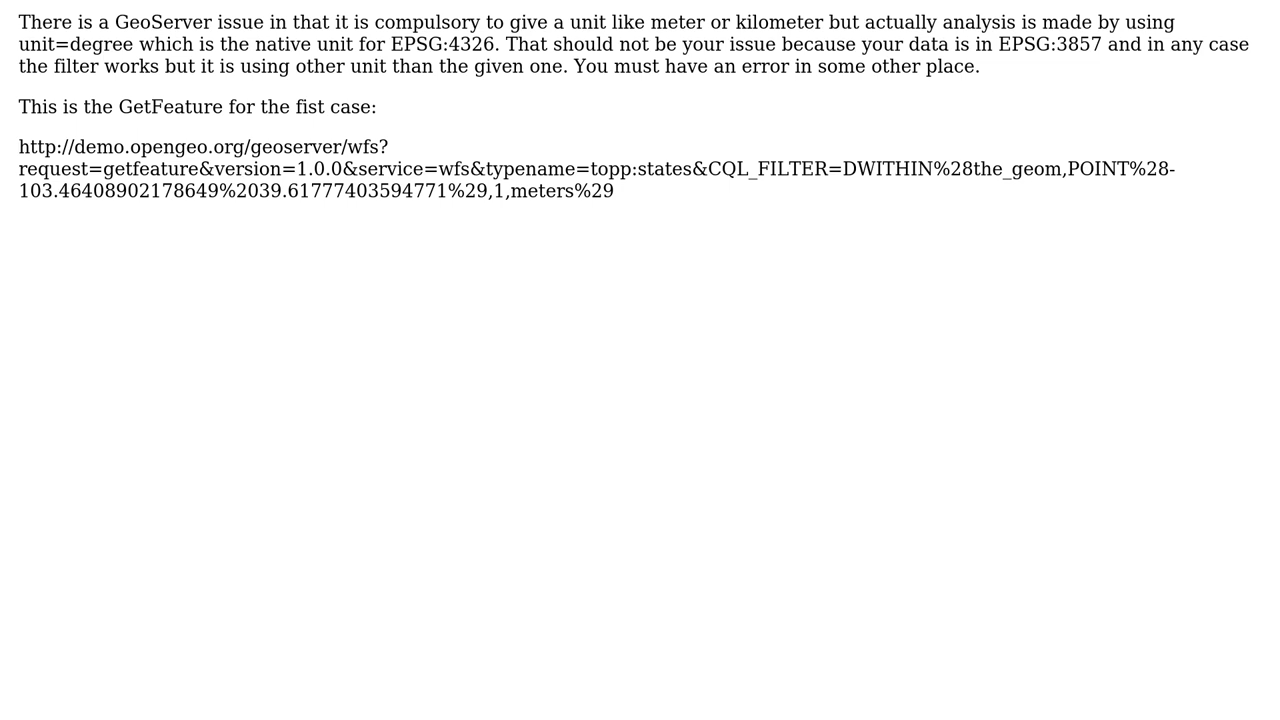 There is a GeoServer issue in that it is compulsory to give a unit like meter or kilometer but actually analysis is made by using
unit=degree which is the native unit for EPSG:4326. That should not be your issue because your data is in EPSG:3857 and in any case
the filter works but it is using other unit than the given one. You must have an error in some other place.
This is the GetFeature for the fist case:
http://demo.opengeo.org/geoserver/wfs?
request=getfeature&version=1.0.0&service=wfs&typename=topp:states&CQL_FILTER=DWITHIN%28the_geom,POINT%28-
103.46408902178649%2039.61777403594771%29,1,meters%29